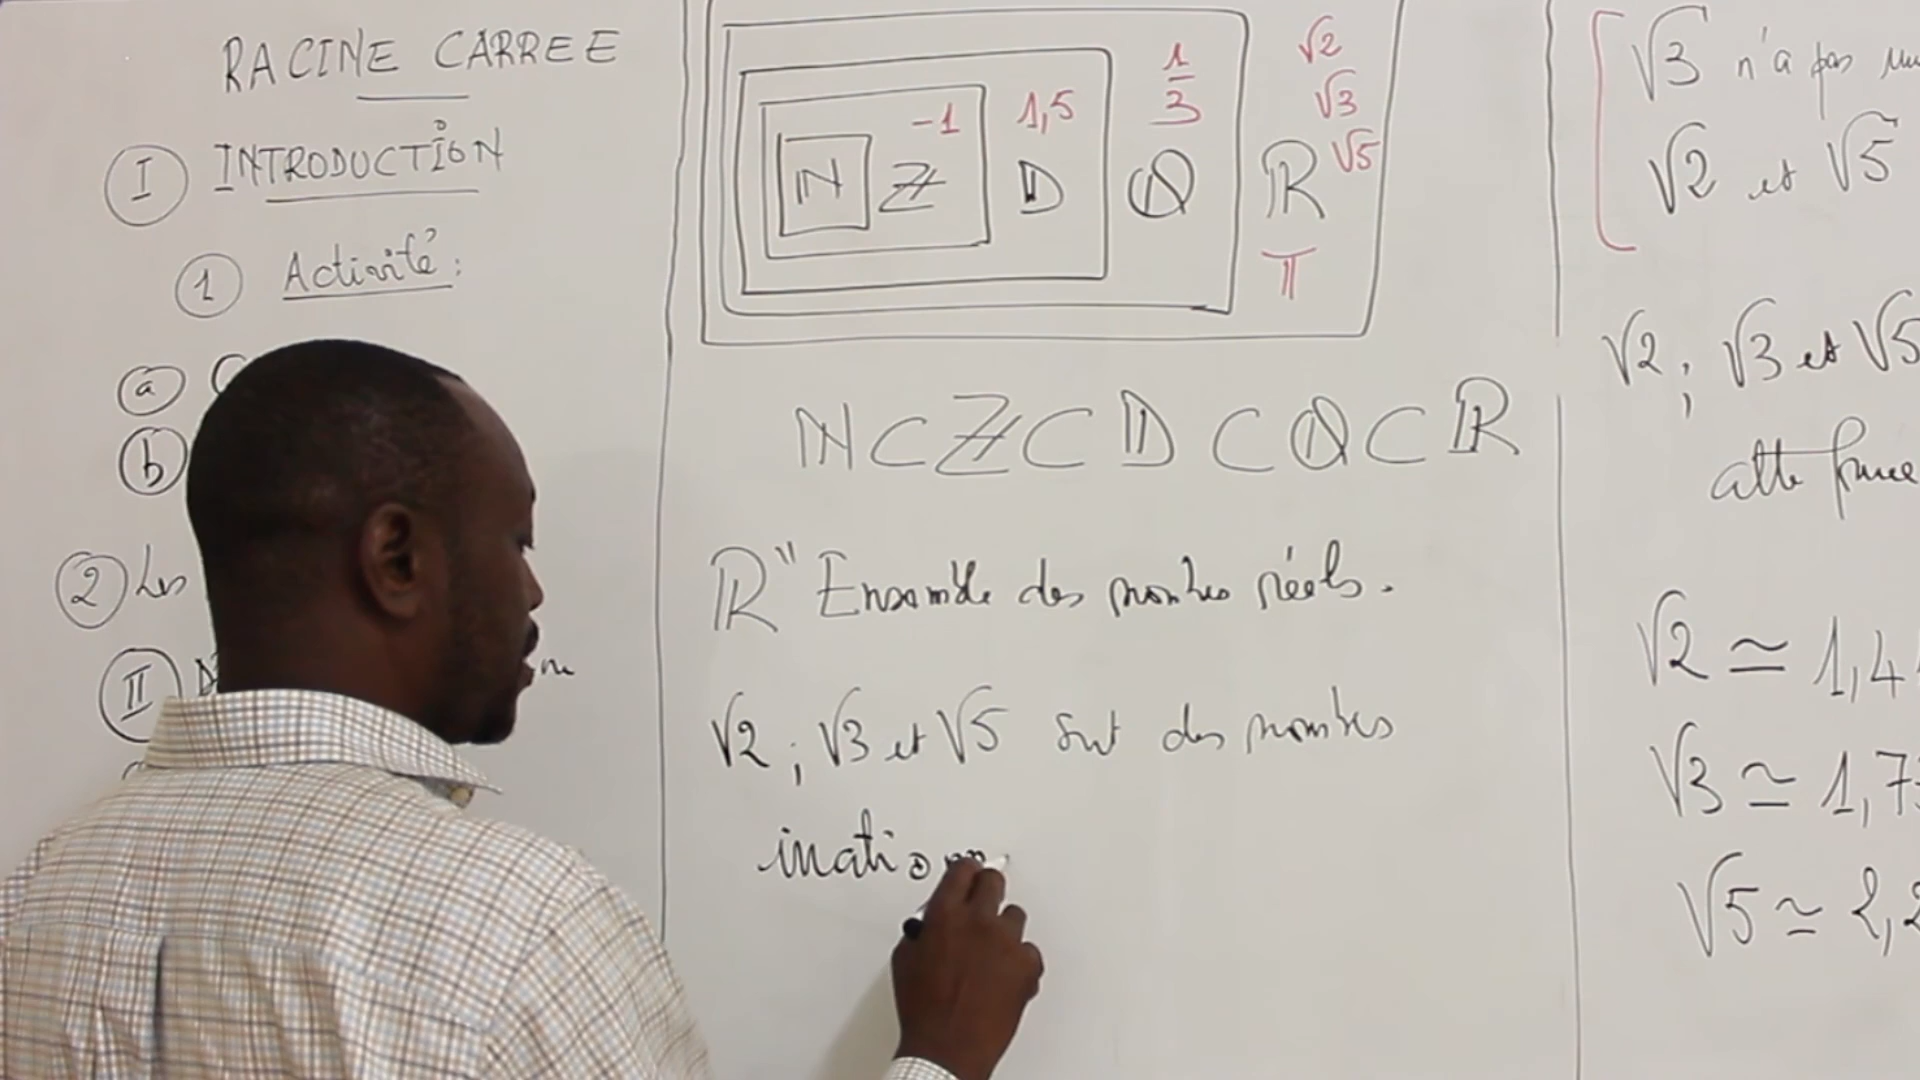 RACINE CARREE
I INTRODUCTION
1 Activité :
a
b
2 Les
II
-1 1,5 1/3 √2
√3
√5
ℕ ℤ 𝔻 ℚ ℝ
π
ℕ ⊂ ℤ ⊂ 𝔻 ⊂ ℚ ⊂ ℝ
ℝ " Ensemble des nombres réels.
√2 ; √3 et √5 sont des nombres
irration
√3 n'a pas
√2 et √5
√2 ; √3 et √5
√2 ≃ 1,4
√3 ≃ 1,7
√5 ≃ 2,2